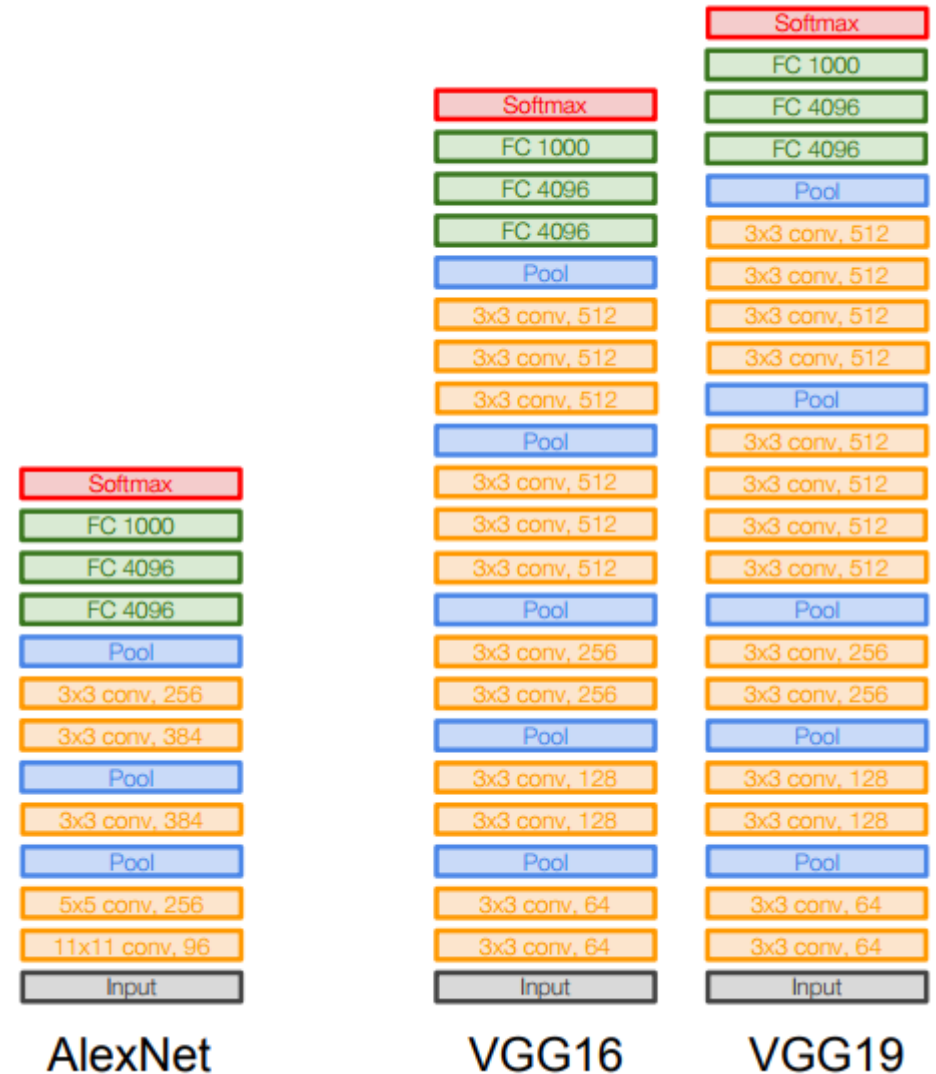 Softmax
FC 1000
FC 4096
FC 4096
Pool
3x3 conv, 256
3x3 conv, 384
Pool
3x3 conv, 384
Pool
5x5 conv, 256
11x11 conv, 96
Input
AlexNet
Softmax
FC 1000
FC 4096
FC 4096
Pool
3x3 conv, 512
3x3 conv, 512
3x3 conv, 512
Pool
3x3 conv, 512
3x3 conv, 512
3x3 conv, 512
Pool
3x3 conv, 256
3x3 conv, 256
Pool
3x3 conv, 128
3x3 conv, 128
Pool
3x3 conv, 64
3x3 conv, 64
Input
VGG16
Softmax
FC 1000
FC 4096
FC 4096
Pool
3x3 conv, 512
3x3 conv, 512
3x3 conv, 512
3x3 conv, 512
Pool
3x3 conv, 512
3x3 conv, 512
3x3 conv, 512
3x3 conv, 512
Pool
3x3 conv, 256
3x3 conv, 256
Pool
3x3 conv, 128
3x3 conv, 128
Pool
3x3 conv, 64
3x3 conv, 64
Input
VGG19